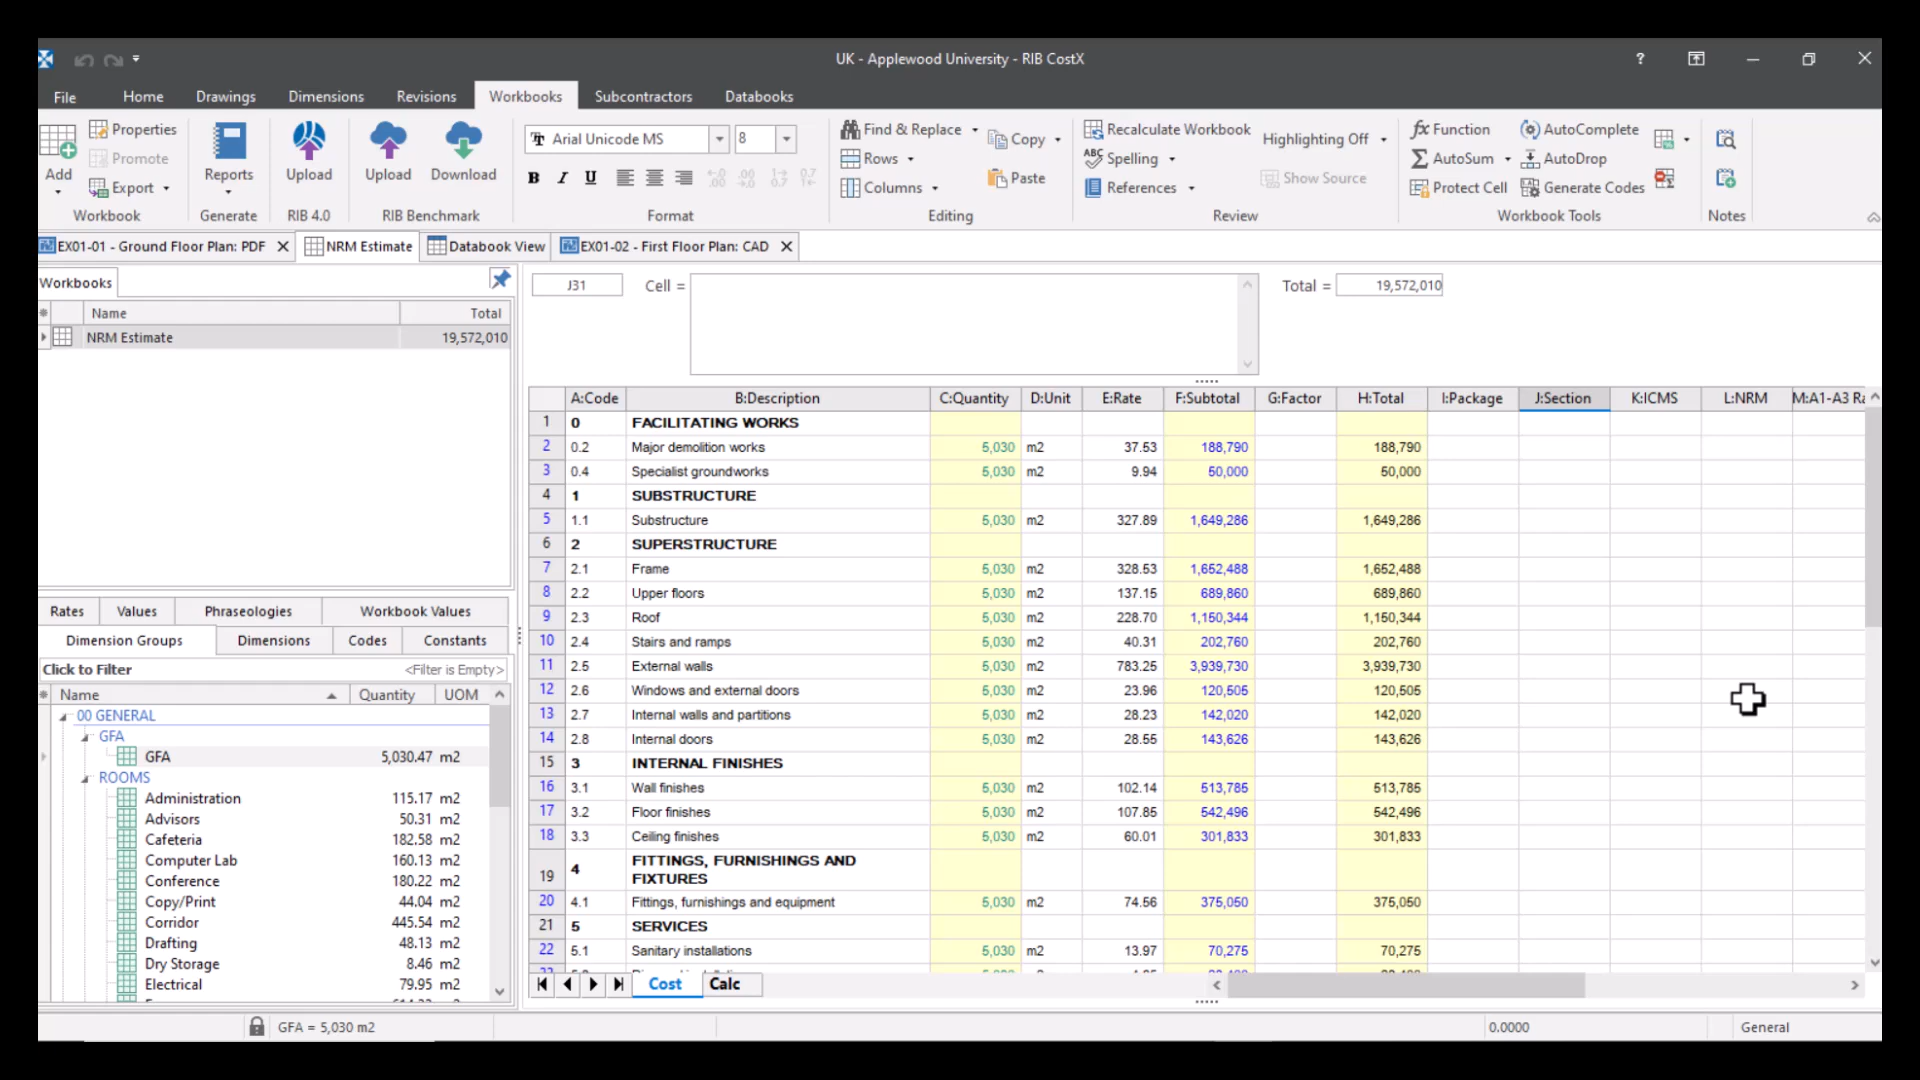 UK - Applewood University - RIB CostX
?
File Home Drawings Dimensions Revisions Workbooks Subcontractors Databooks
Add
Properties
Promote
Export
Workbook
Reports
Generate
Upload
RIB 4.0
Upload Download
RIB Benchmark
Arial Unicode MS 8
B I U
Format
Find & Replace
Rows
Columns
Copy
Paste
Editing
Recalculate Workbook
Spelling
References
Highlighting Off
Show Source
Review
Function
AutoSum
Protect Cell
AutoComplete
AutoDrop
Generate Codes
Workbook Tools
Notes
EX01-01 - Ground Floor Plan: PDF NRM Estimate Databook View EX01-02 - First Floor Plan: CAD
Workbooks
Name Total
NRM Estimate 19,572,010
J31 Cell = Total = 19,572,010
Rates Values Phraseologies Workbook Values
Dimension Groups Dimensions Codes Constants
Click to Filter <Filter is Empty>
Name Quantity UOM
00 GENERAL
GFA
GFA 5,030.47 m2
ROOMS
Administration 115.17 m2
Advisors 50.31 m2
Cafeteria 182.58 m2
Computer Lab 160.13 m2
Conference 180.22 m2
Copy/Print 44.04 m2
Corridor 445.54 m2
Drafting 48.13 m2
Dry Storage 8.46 m2
Electrical 79.95 m2
A:Code B:Description C:Quantity D:Unit E:Rate F:Subtotal G:Factor H:Total I:Package J:Section K:ICMS L:NRM M:A1-A3 Ra
1 0 FACILITATING WORKS
2 0.2 Major demolition works 5,030 m2 37.53 188,790 188,790
3 0.4 Specialist groundworks 5,030 m2 9.94 50,000 50,000
4 1 SUBSTRUCTURE
5 1.1 Substructure 5,030 m2 327.89 1,649,286 1,649,286
6 2 SUPERSTRUCTURE
7 2.1 Frame 5,030 m2 328.53 1,652,488 1,652,488
8 2.2 Upper floors 5,030 m2 137.15 689,860 689,860
9 2.3 Roof 5,030 m2 228.70 1,150,344 1,150,344
10 2.4 Stairs and ramps 5,030 m2 40.31 202,760 202,760
11 2.5 External walls 5,030 m2 783.25 3,939,730 3,939,730
12 2.6 Windows and external doors 5,030 m2 23.96 120,505 120,505
13 2.7 Internal walls and partitions 5,030 m2 28.23 142,020 142,020
14 2.8 Internal doors 5,030 m2 28.55 143,626 143,626
15 3 INTERNAL FINISHES
16 3.1 Wall finishes 5,030 m2 102.14 513,785 513,785
17 3.2 Floor finishes 5,030 m2 107.85 542,496 542,496
18 3.3 Ceiling finishes 5,030 m2 60.01 301,833 301,833
19 4 FITTINGS, FURNISHINGS AND
FIXTURES
20 4.1 Fittings, furnishings and equipment 5,030 m2 74.56 375,050 375,050
21 5 SERVICES
22 5.1 Sanitary installations 5,030 m2 13.97 70,275 70,275
Cost Calc
GFA = 5,030 m2 0.0000 General